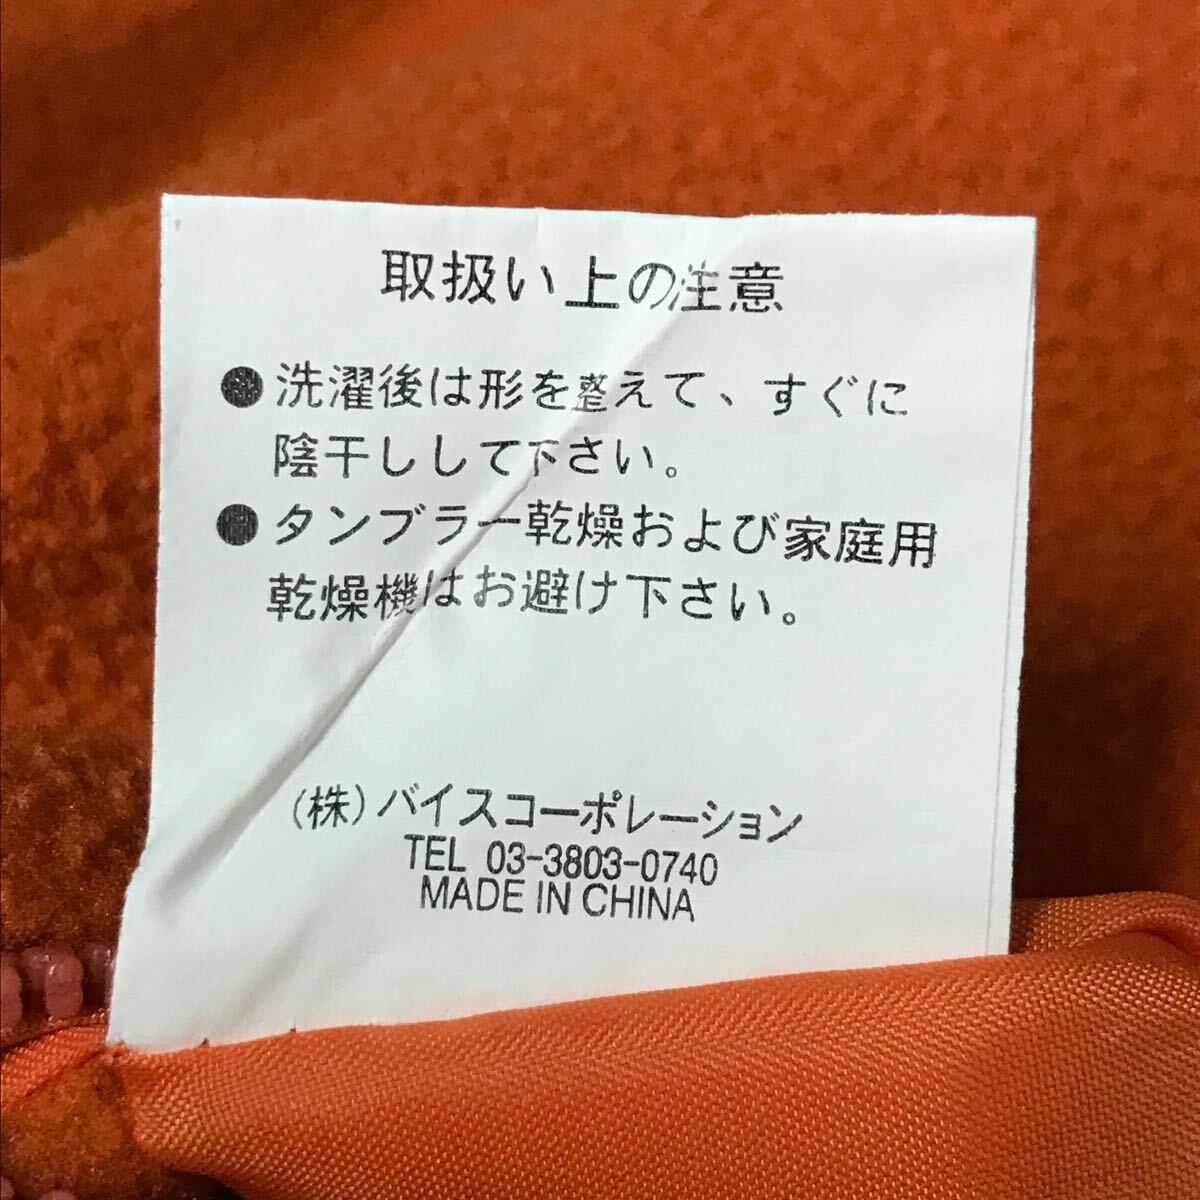 取扱い上の注意
●洗濯後は形を整えて、すぐに
陰干ししして下さい。
●タンブラー乾燥および家庭用
乾燥機はお避け下さい。
(株)バイスコーポレーション
TEL 03-3803-0740
MADE IN CHINA